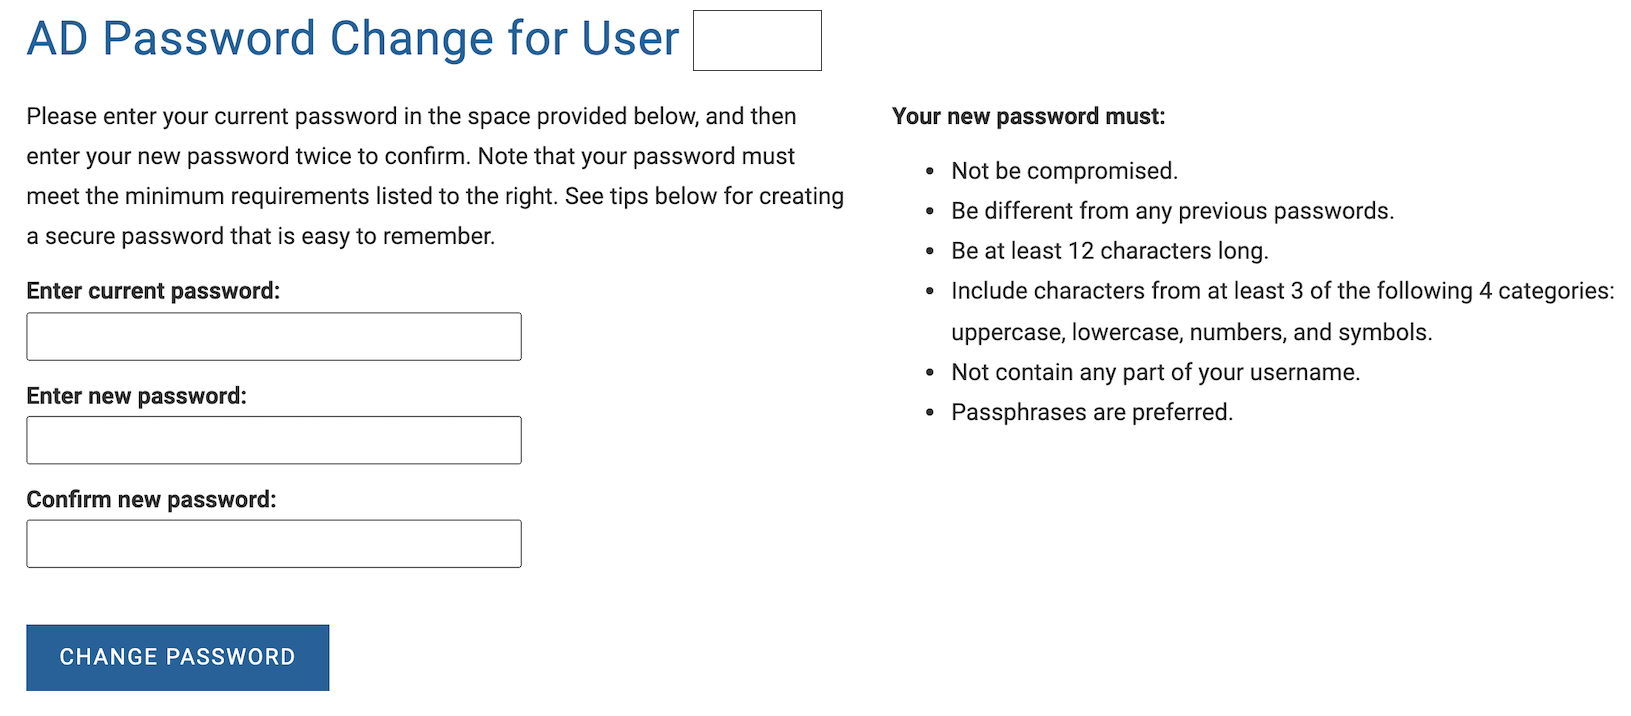 AD Password Change for User
Please enter your current password in the space provided below, and then
enter your new password twice to confirm. Note that your password must
meet the minimum requirements listed to the right. See tips below for creating
a secure password that is easy to remember.
Enter current password:
Enter new password:
Confirm new password:
CHANGE PASSWORD
Your new password must:
• Not be compromised.
• Be different from any previous passwords.
• Be at least 12 characters long.
• Include characters from at least 3 of the following 4 categories:
uppercase, lowercase, numbers, and symbols.
• Not contain any part of your username.
• Passphrases are preferred.